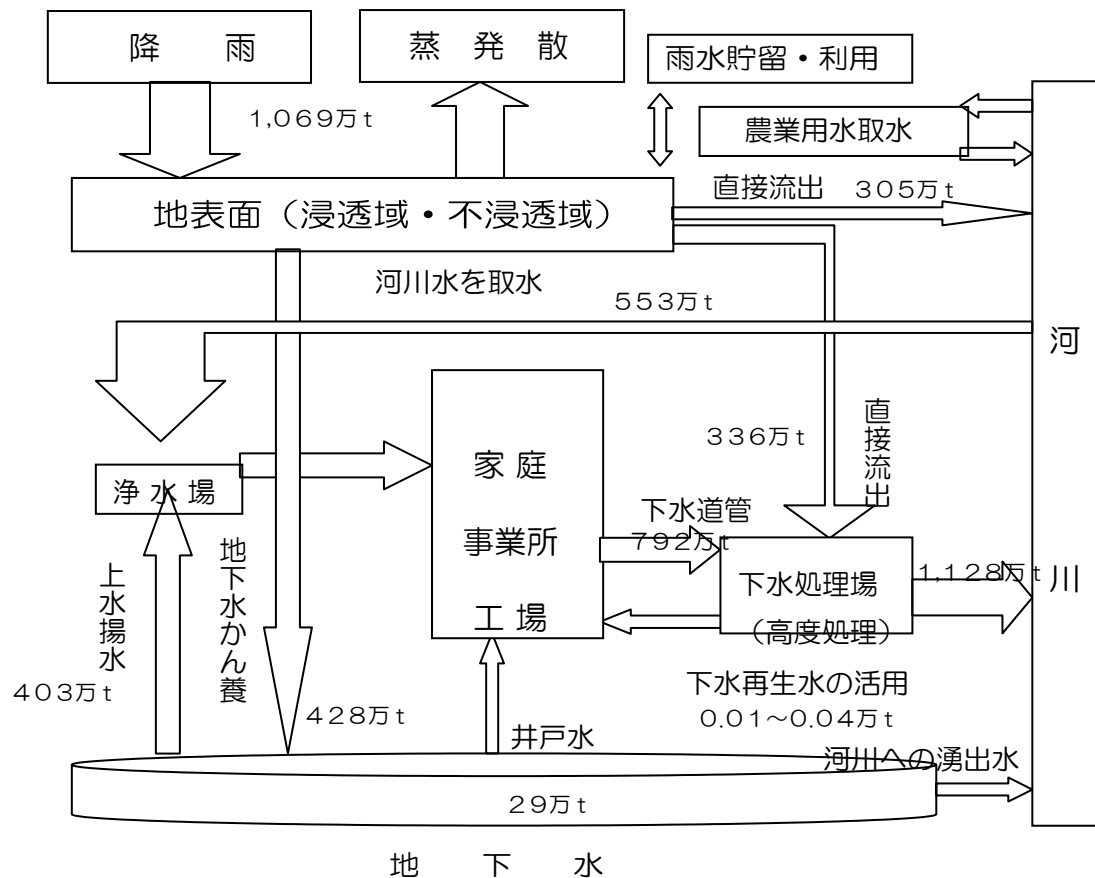 降　雨
蒸　発　散
雨水貯留・利用
1,０６９万ｔ
農業用水取水
直接流出　３０５万ｔ
地表面（浸透域・不浸透域）
河川水を取水
５５３万ｔ
河
川
３３６万ｔ
直接流出
家 庭
事業所
工 場
浄 水 場
下水道管
７９２万ｔ
下水処理場
（高度処理）
1,１２８万ｔ
上水揚水
地下水かん養
４０３万ｔ
４２８万ｔ
井戸水
下水再生水の活用
０.０１～０.０４万ｔ
河川への湧出水
２９万ｔ
地　下　水